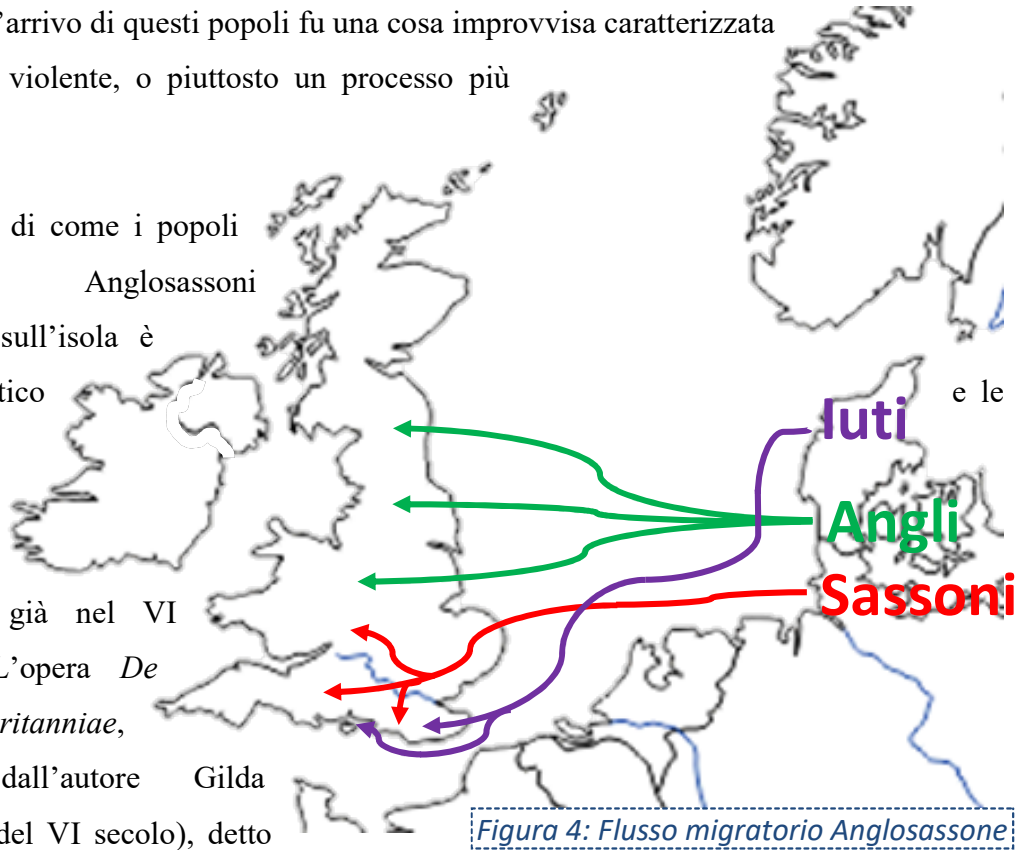 ’arrivo di questi popoli fu una cosa improvvisa caratterizzata
violente, o piuttosto un processo più
di come i popoli
Anglosassoni
sull’isola è
tico e le
Iuti
Angli
Sassoni
già nel VI
L’opera De
ritanniae,
dall’autore Gilda
del VI secolo), detto
Figura 4: Flusso migratorio Anglosassone